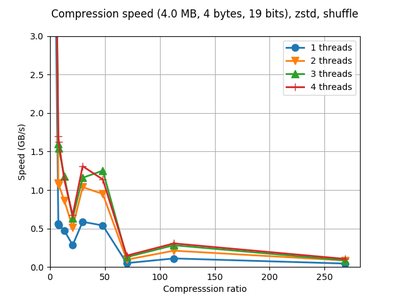 Compression speed (4.0 MB, 4 bytes, 19 bits), zstd, shuffle
3.0
2.5
2.0
1.5
1.0
0.5
0.0
Speed (GB/s)
1 threads
2 threads
3 threads
4 threads
0 50 100 150 200 250
Compresssion ratio